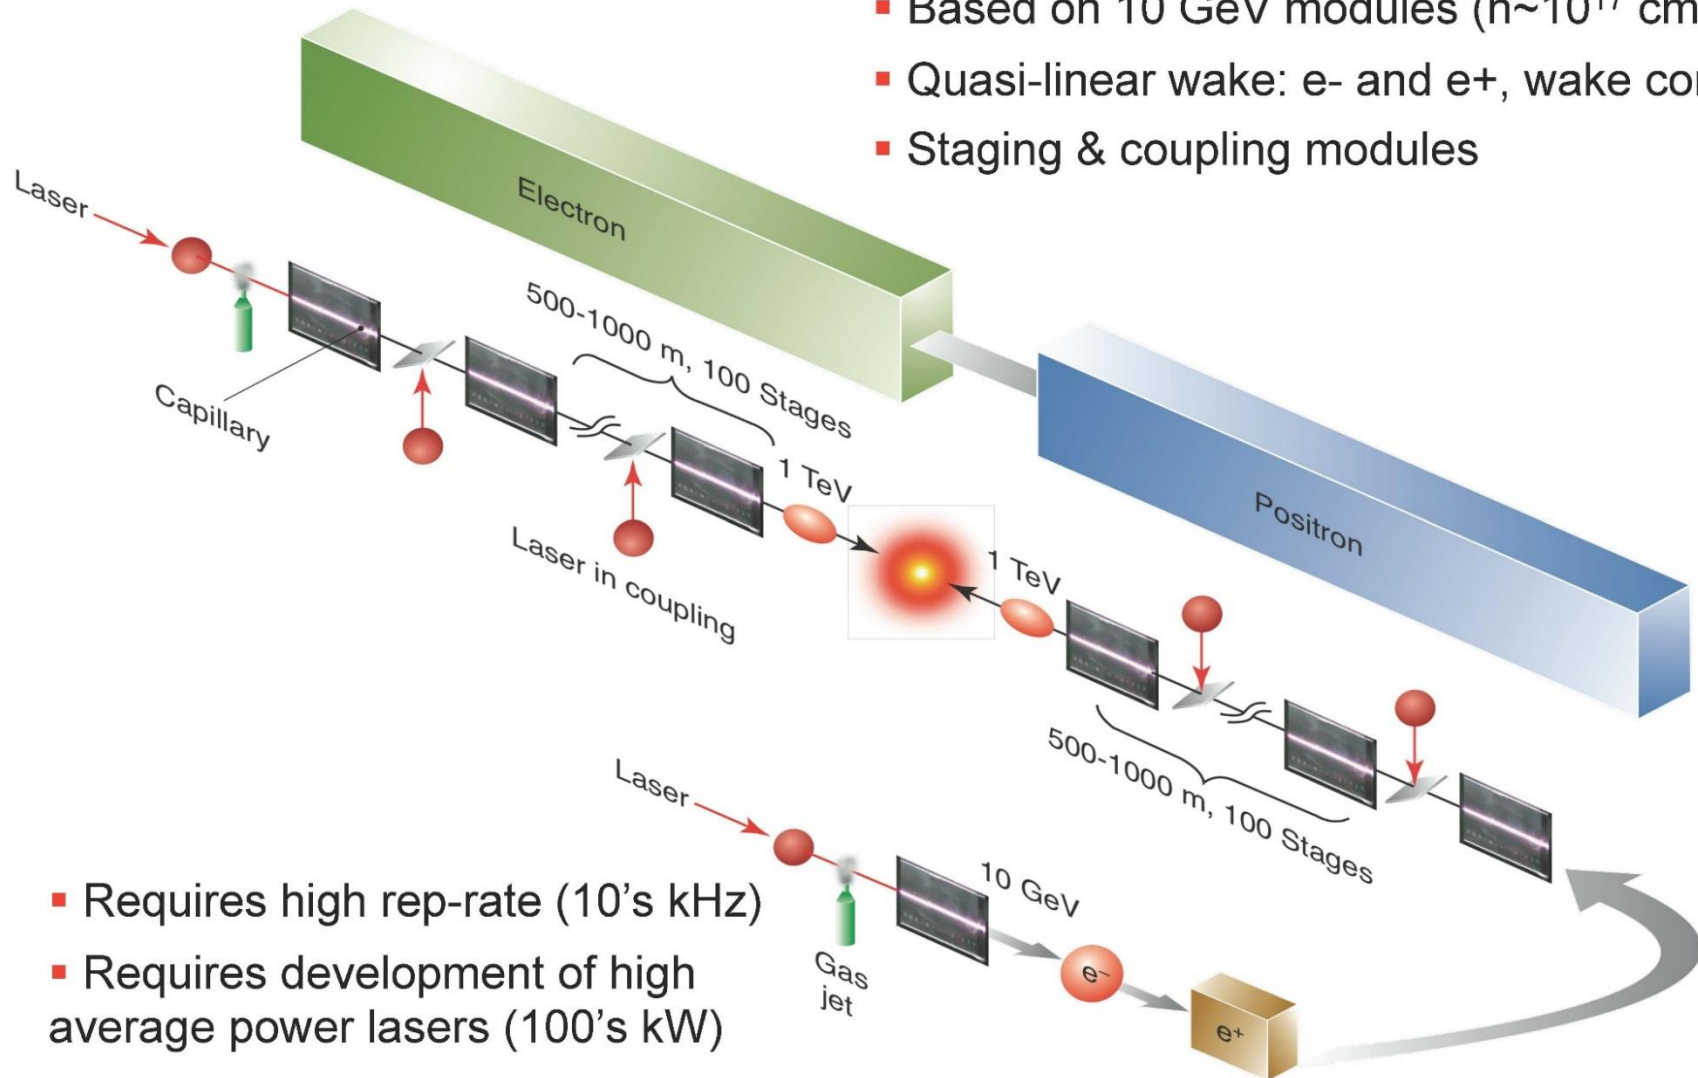 Based on 10 GeV modules (n~10¹⁷ cm
Quasi-linear wake: e- and e+, wake
Staging & coupling modules
Laser
Electron
500-1000 m, 100 Stages
Capillary
1 TeV
Laser in coupling
Positron
1 TeV
500-1000 m, 100 Stages
Laser
10 GeV
Gas
jet
e⁻
e⁺
Requires high rep-rate (10’s kHz)
Requires development of high
average power lasers (100’s kW)